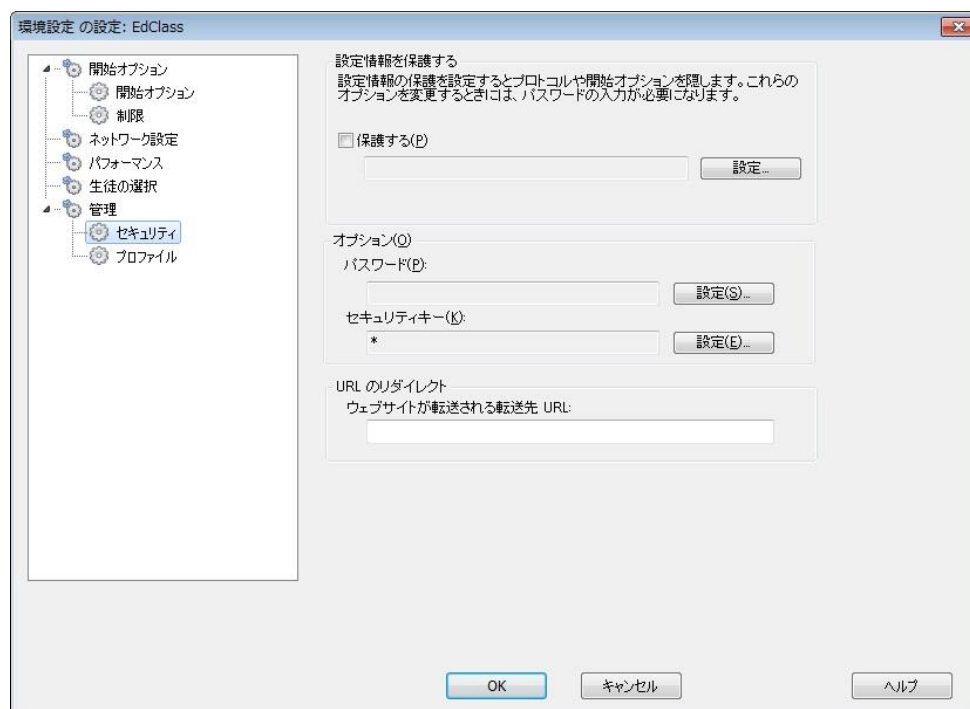 環境設定 の設定: EdClass
開始オプション
開始オプション
制限
ネットワーク設定
パフォーマンス
生徒の選択
管理
セキュリティ
プロファイル
設定情報を保護する
設定情報の保護を設定するとプロトコルや開始オプションを隠します。これらの
オプションを変更するときには、パスワードの入力が必要になります。
保護する(P)
設定...
オプション(O)
パスワード(P):
設定(S)...
セキュリティキー(K):
*
設定(E)...
URL のリダイレクト
ウェブサイトが転送される転送先 URL:
OK
キャンセル
ヘルプ